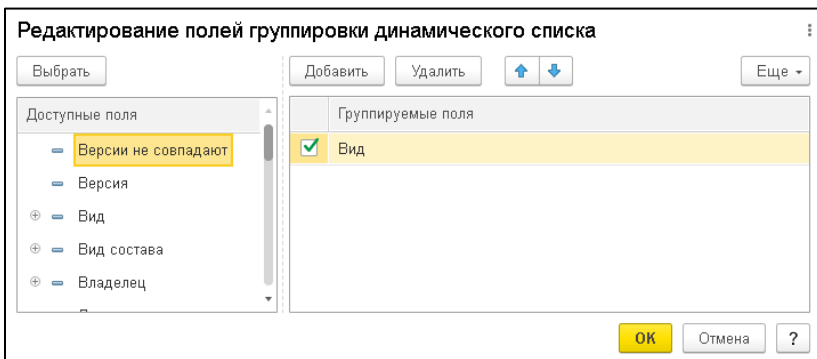 Редактирование полей группировки динамического списка
Выбрать
Добавить Удалить Еще
Доступные поля
Группируемые поля
Версии не совпадают
Вид
Версия
Вид
Вид состава
Владелец
ОК Отмена ?